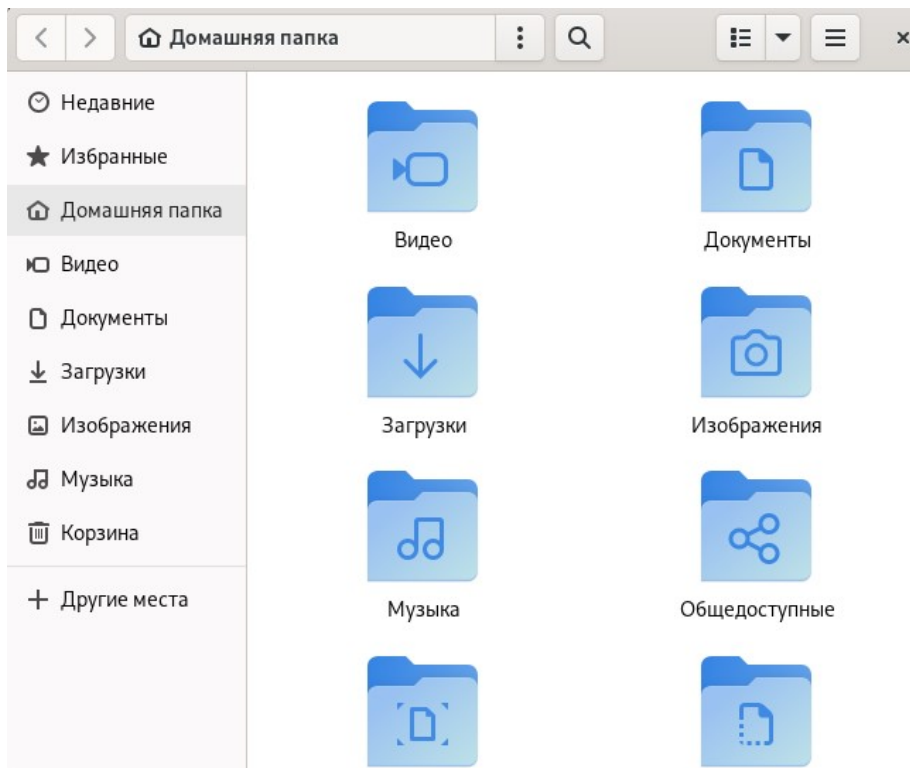 Домашняя папка
Недавние
Избранные
Домашняя папка
Видео
Документы
Загрузки
Изображения
Музыка
Корзина
Другие места
Видео
Документы
Загрузки
Изображения
Музыка
Общедоступные